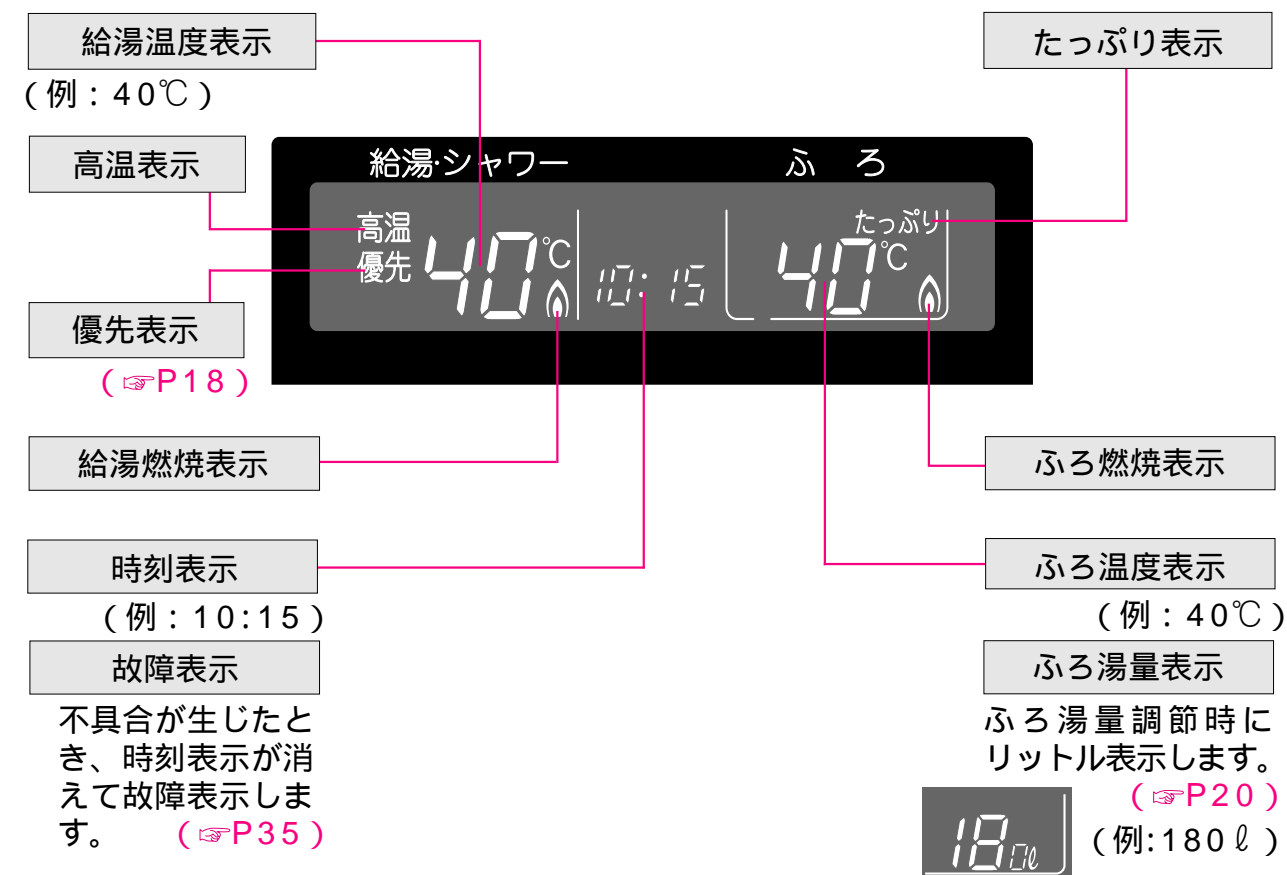 給湯温度表示
(例:40℃)
たっぷり表示
高温表示
給湯・シャワー
ふろ
高温
優先
40℃
10:15
たっぷり
40℃
優先表示
(☞P18)
給湯燃焼表示
ふろ燃焼表示
時刻表示
(例:10:15)
ふろ温度表示
(例:40℃)
故障表示
不具合が生じたと
き、時刻表示が消
えて故障表示しま
す。 (☞P35)
ふろ湯量表示
ふろ湯量調節時に
リットル表示します。
(☞P20)
180ℓ
(例:180ℓ)